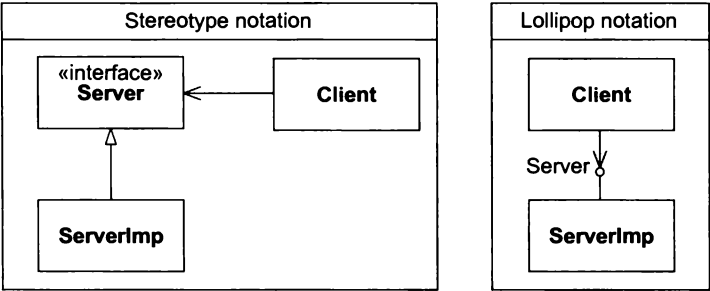 Stereotype notation
«interface»
Server
Client
ServerImp
Lollipop notation
Client
Server
ServerImp